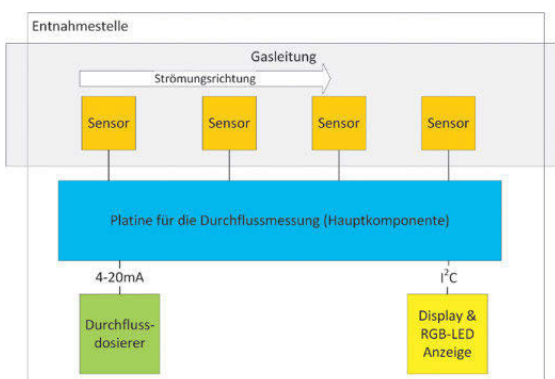 Entnahmestelle
Gasleitung
Strömungsrichtung
Sensor
Sensor
Sensor
Sensor
Platine für die Durchflussmessung (Hauptkomponente)
4-20mA
I²C
Durchfluss-
dosierer
Display &
RGB-LED
Anzeige